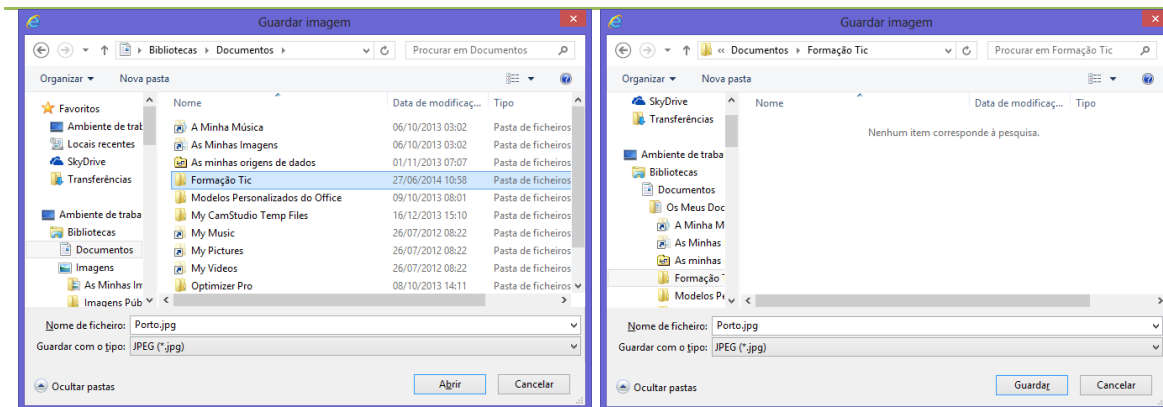 Guardar imagem
Bibliotecas Documentos
Procurar em Documentos
Organizar Nova pasta
Favoritos
Ambiente de trab
Locais recentes
SkyDrive
Transferências
Ambiente de traba
Bibliotecas
Documentos
Imagens
As Minhas Im
Imagens Púb
Nome Data de modificaç... Tipo
A Minha Música 06/10/2013 03:02 Pasta de ficheiros
As Minhas Imagens 06/10/2013 03:02 Pasta de ficheiros
As minhas origens de dados 01/11/2013 07:07 Pasta de ficheiros
Formação Tic 27/06/2014 10:58 Pasta de ficheiros
Modelos Personalizados do Office 09/10/2013 08:01 Pasta de ficheiros
My CamStudio Temp Files 16/12/2013 15:10 Pasta de ficheiros
My Music 26/07/2012 08:22 Pasta de ficheiros
My Pictures 26/07/2012 08:22 Pasta de ficheiros
My Videos 26/07/2012 08:22 Pasta de ficheiros
Optimizer Pro 08/10/2013 14:11 Pasta de ficheiros
Nome de ficheiro: Porto.jpg
Guardar com o tipo: JPEG (*.jpg)
Ocultar pastas
Abrir Cancelar
Guardar imagem
« Documentos Formação Tic
Procurar em Formação Tic
Organizar Nova pasta
SkyDrive
Transferências
Ambiente de traba
Bibliotecas
Documentos
Os Meus Doc
A Minha M
As Minhas
As minhas
Formação
Modelos Pe
Nome Data de modificaç... Tipo
Nenhum item corresponde à pesquisa.
Nome de ficheiro: Porto.jpg
Guardar com o tipo: JPEG (*.jpg)
Ocultar pastas
Guardar Cancelar